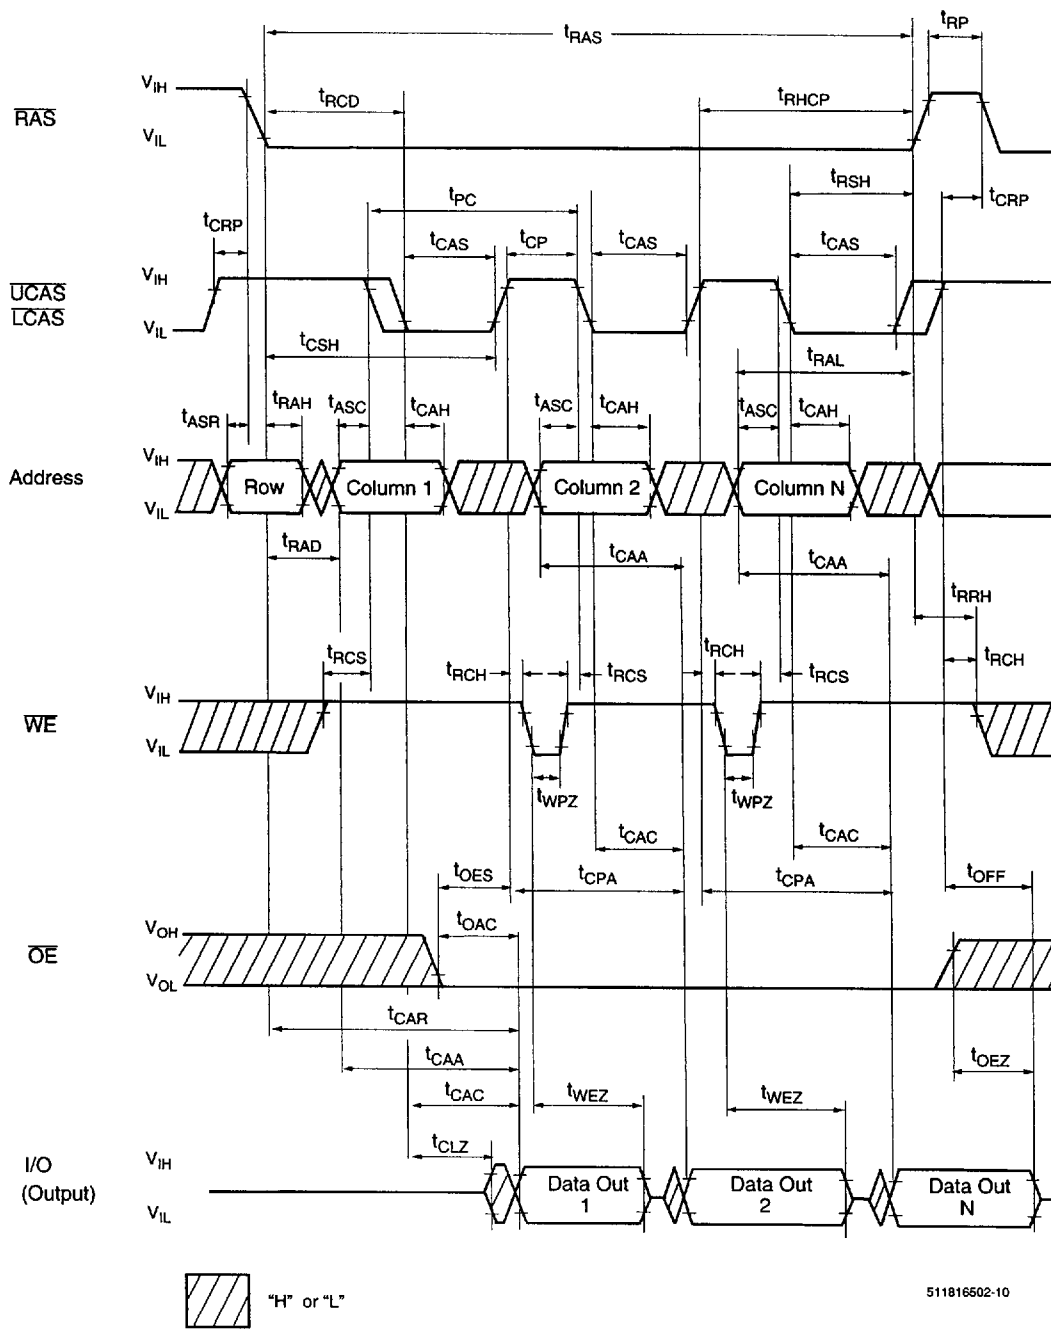 tRAS
tRP
VIH
tRCD
tRHCP
RAS
VIL
tRSH
tPC
tCRP
tCRP
tCAS
tCP
tCAS
tCAS
VIH
UCAS
LCAS
VIL
tCSH
tRAL
tASR
tRAH
tASC
tCAH
tASC
tCAH
tASC
tCAH
VIH
Address
Row
Column 1
Column 2
Column N
VIL
tRAD
tCAA
tCAA
tRRH
tRCS
tRCH
tRCS
tRCH
tRCS
tRCH
VIH
WE
VIL
tWPZ
tWPZ
tCAC
tCAC
tOES
tCPA
tCPA
tOFF
VOH
tOAC
OE
VOL
tCAR
tCAA
tOEZ
tCAC
tWEZ
tWEZ
tCLZ
VIH
I/O
(Output)
Data Out
1
Data Out
2
Data Out
N
VIL
"H" or "L"
511816502-10